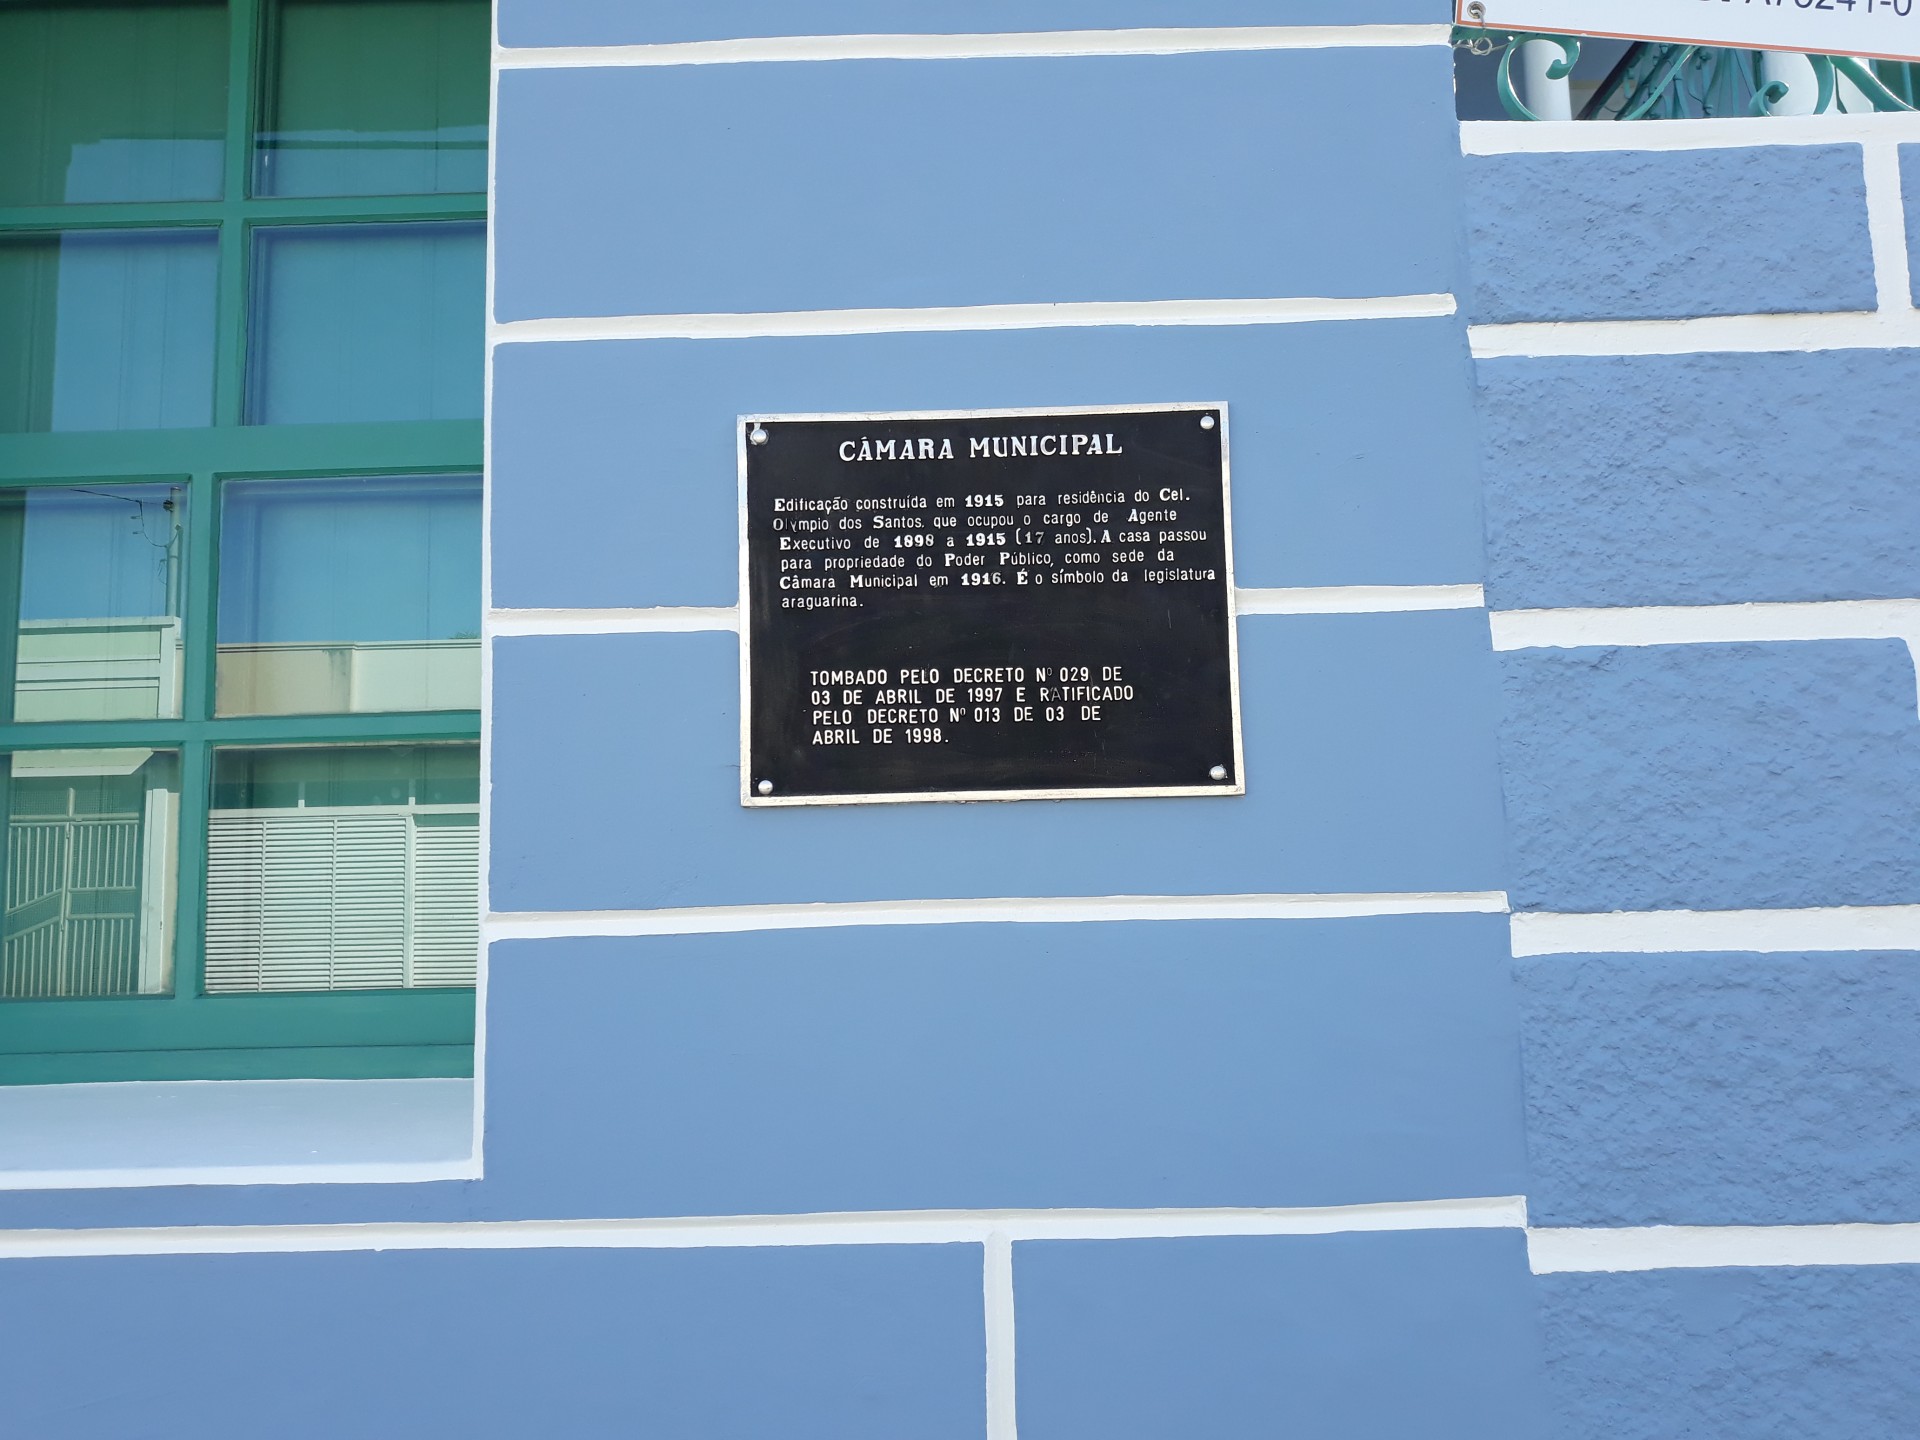 A70241-0
CÂMARA MUNICIPAL
Edificação construída em 1915 para residência do Cel.
Olympio dos Santos, que ocupou o cargo de Agente
Executivo de 1898 a 1915 (17 anos). A casa passou
para propriedade do Poder Público, como sede da
Câmara Municipal em 1916. É o símbolo da legislatura
araguarina.
TOMBADO PELO DECRETO Nº 029 DE
03 DE ABRIL DE 1997 E RATIFICADO
PELO DECRETO Nº 013 DE 03 DE
ABRIL DE 1998.